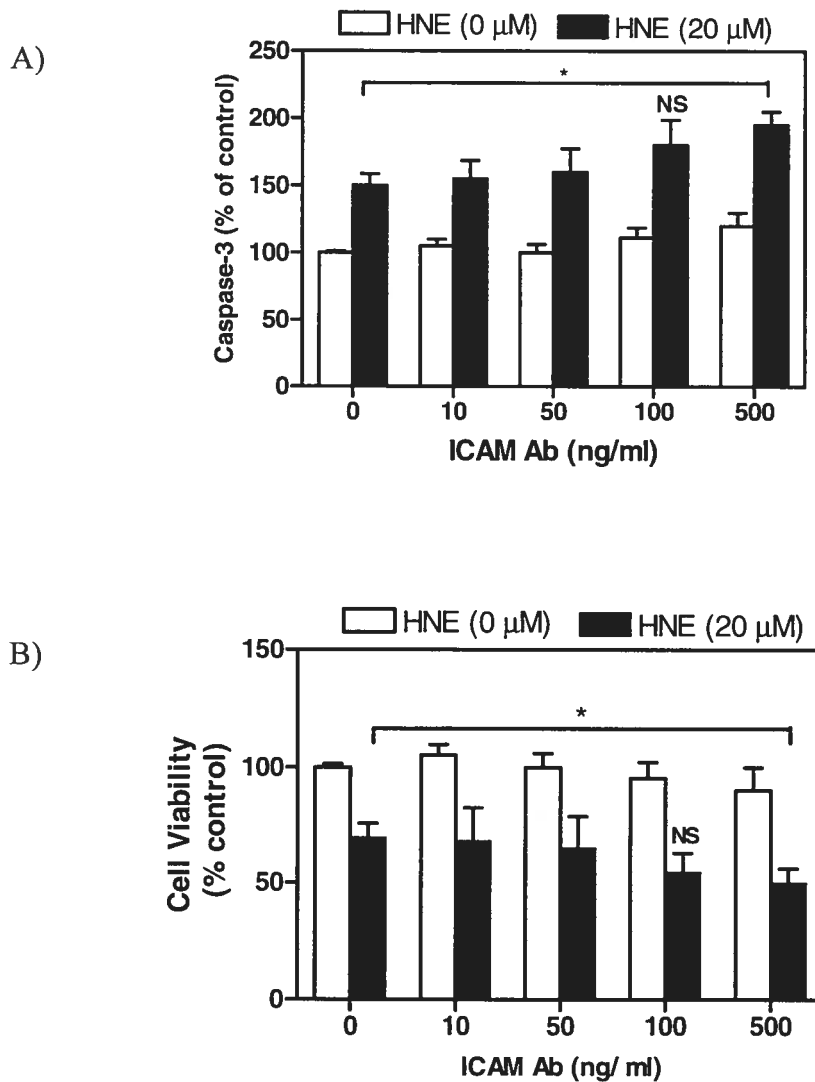 A)
HNE (0 µM) HNE (20 µM)
Caspase-3 (% of control)
250
200
150
100
50
0
*
NS
0 10 50 100 500
ICAM Ab (ng/ml)
B)
HNE (0 µM) HNE (20 µM)
Cell Viability
(% control)
150
100
50
0
*
NS
0 10 50 100 500
ICAM Ab (ng/ ml)